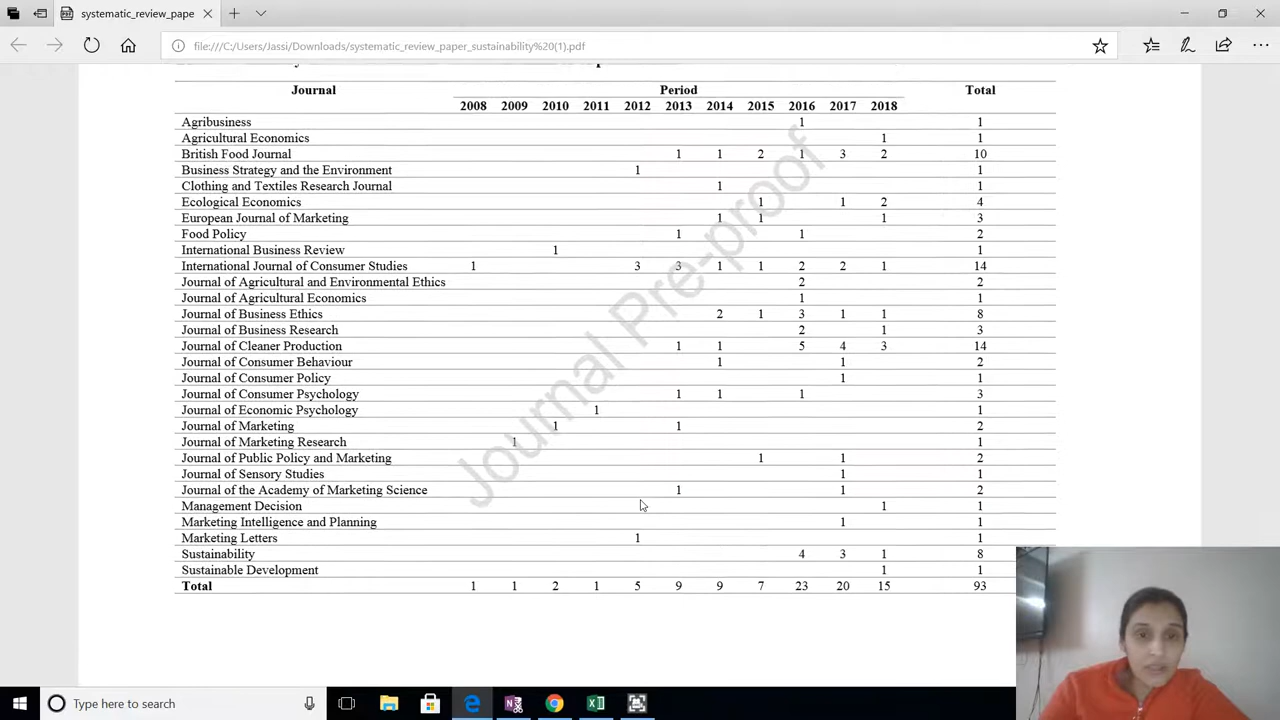 systematic_review_pape
file:///C:/Users/Jassi/Downloads/systematic_review_paper_sustainability%20(1).pdf
Journal Period Total
2008 2009 2010 2011 2012 2013 2014 2015 2016 2017 2018
Agribusiness 1 1
Agricultural Economics 1 1
British Food Journal 1 1 2 1 3 2 10
Business Strategy and the Environment 1 1
Clothing and Textiles Research Journal 1 1
Ecological Economics 1 1 2 4
European Journal of Marketing 1 1 1 3
Food Policy 1 1 2
International Business Review 1 1
International Journal of Consumer Studies 1 3 3 1 1 2 2 1 14
Journal of Agricultural and Environmental Ethics 2 2
Journal of Agricultural Economics 1 1
Journal of Business Ethics 2 1 3 1 1 8
Journal of Business Research 2 1 3
Journal of Cleaner Production 1 1 5 4 3 14
Journal of Consumer Behaviour 1 1 2
Journal of Consumer Policy 1 1
Journal of Consumer Psychology 1 1 1 3
Journal of Economic Psychology 1 1
Journal of Marketing 1 1 2
Journal of Marketing Research 1 1
Journal of Public Policy and Marketing 1 1 2
Journal of Sensory Studies 1 1
Journal of the Academy of Marketing Science 1 1 2
Management Decision 1 1
Marketing Intelligence and Planning 1 1
Marketing Letters 1 1
Sustainability 4 3 1 8
Sustainable Development 1 1
Total 1 1 2 1 5 9 9 7 23 20 15 93
Journal Pre-proof
Type here to search